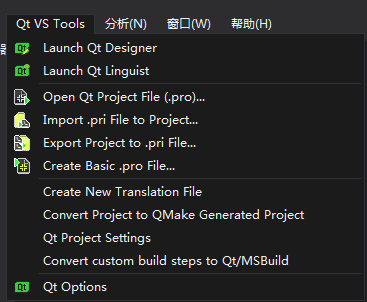 Qt VS Tools 分析(N) 窗口(W) 帮助(H)
Launch Qt Designer
Launch Qt Linguist
Open Qt Project File (.pro)...
Import .pri File to Project...
Export Project to .pri File...
Create Basic .pro File...
Create New Translation File
Convert Project to QMake Generated Project
Qt Project Settings
Convert custom build steps to Qt/MSBuild
Qt Options